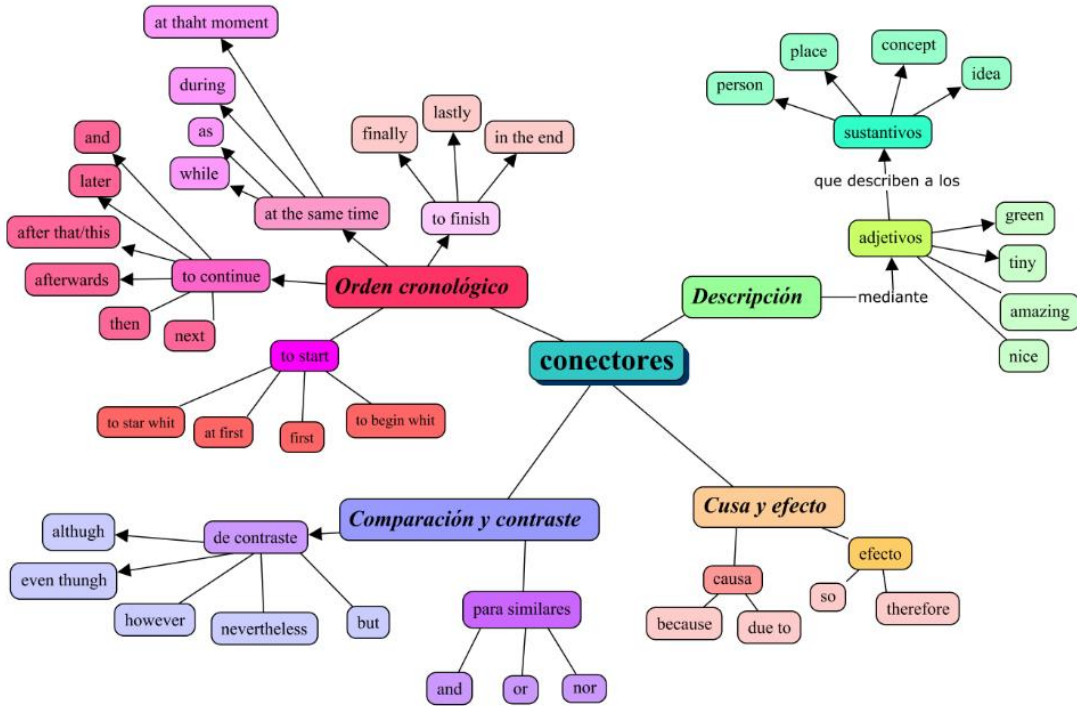 at thaht moment
during
as
while
at the same time
finally
lastly
in the end
to finish
and
later
after that/this
afterwards
then
next
to continue
Orden cronológico
to start
to star whit
at first
first
to begin whit
conectores
Descripción
mediante
adjetivos
green
tiny
amazing
nice
que describen a los
sustantivos
person
place
concept
idea
Comparación y contraste
de contraste
althugh
even thungh
however
nevertheless
but
para similares
and
or
nor
Cusa y efecto
causa
because
due to
efecto
so
therefore